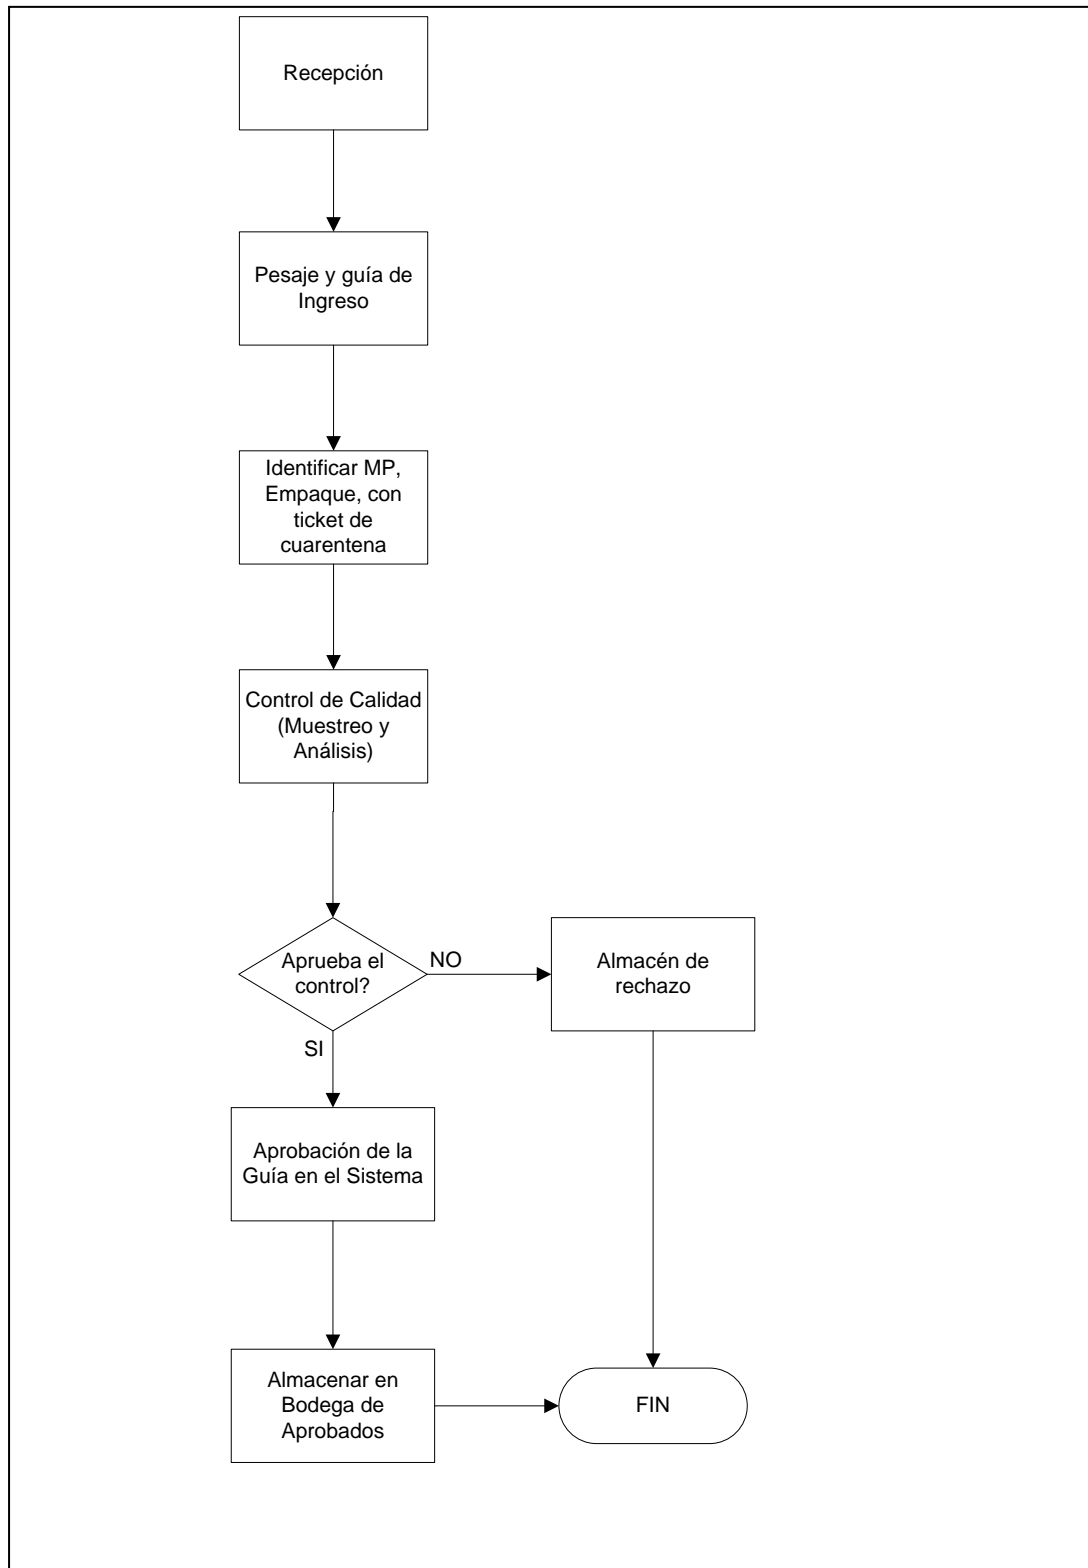 Recepción
Pesaje y guía de
Ingreso
Identificar MP,
Empaque, con
ticket de
cuarentena
Control de Calidad
(Muestreo y
Análisis)
Aprueba el
control?
NO
Almacén de
rechazo
SI
Aprobación de la
Guía en el Sistema
Almacenar en
Bodega de
Aprobados
FIN